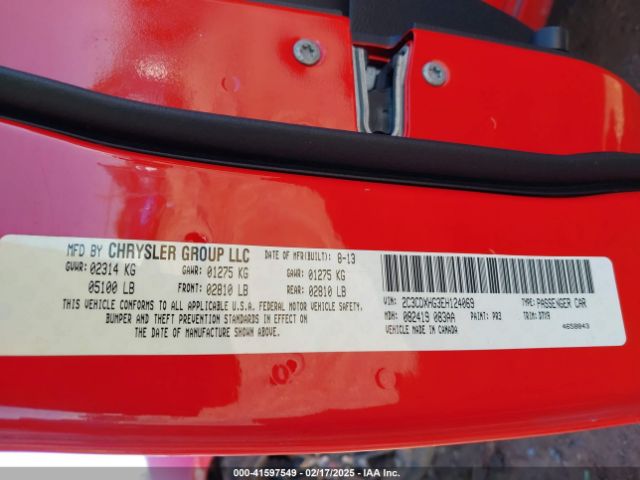 MFD BY CHRYSLER GROUP LLC DATE OF MFR(BUILT): 8-13
GVWR: 02314 KG GAWR: 01275 KG GAWR: 01275 KG
05100 LB FRONT: 02810 LB REAR: 02810 LB
THIS VEHICLE CONFORMS TO ALL APPLICABLE U.S.A. FEDERAL MOTOR VEHICLE SAFETY,
BUMPER AND THEFT PREVENTION STANDARDS IN EFFECT ON
THE DATE OF MANUFACTURE SHOWN ABOVE.
VIN: 2C3CDXHG3EH124069 TYPE: PASSENGER CAR
MDH: 082419 083AA PAINT: PR3 TRIM: DTX9
VEHICLE MADE IN CANADA 4658843
000-41597549 — 02/17/2025 — IAA Inc.